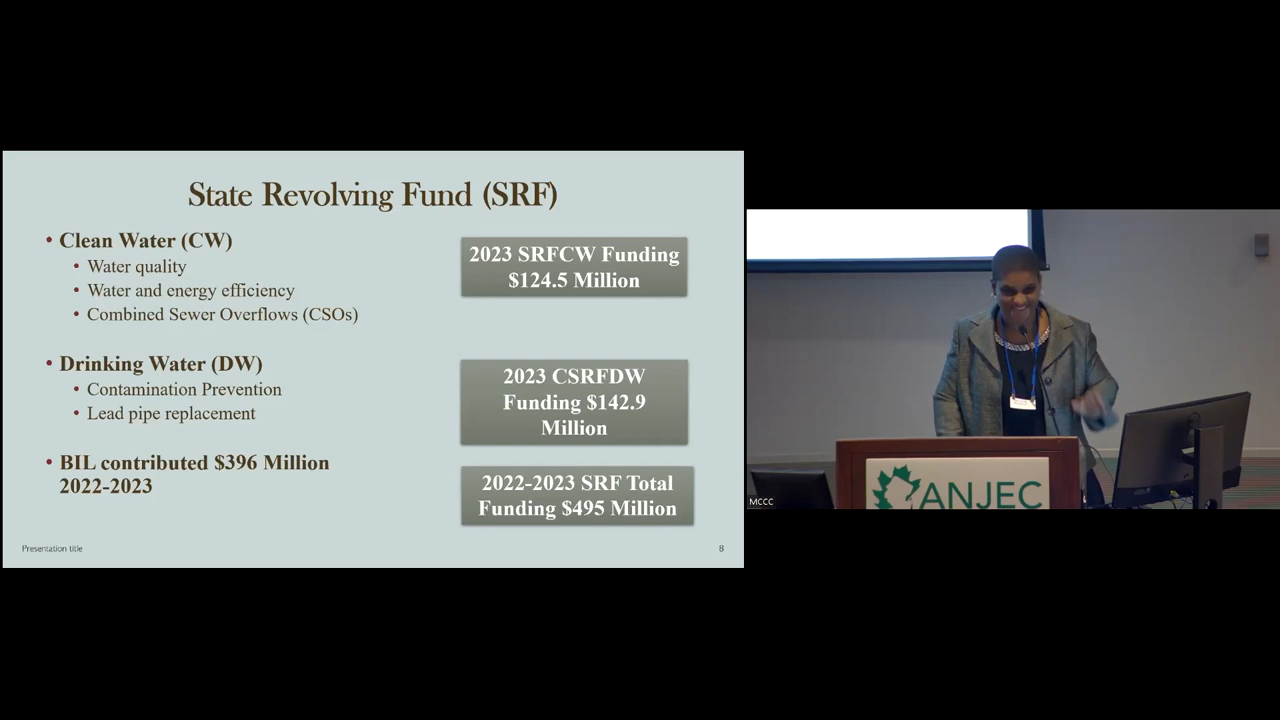 State Revolving Fund (SRF)
• Clean Water (CW)
• Water quality
• Water and energy efficiency
• Combined Sewer Overflows (CSOs)
2023 SRFCW Funding
$124.5 Million
• Drinking Water (DW)
• Contamination Prevention
• Lead pipe replacement
2023 CSRFDW
Funding $142.9
Million
• BIL contributed $396 Million
2022-2023
2022-2023 SRF Total
Funding $495 Million
Presentation title
8
MCCC
ANJEC